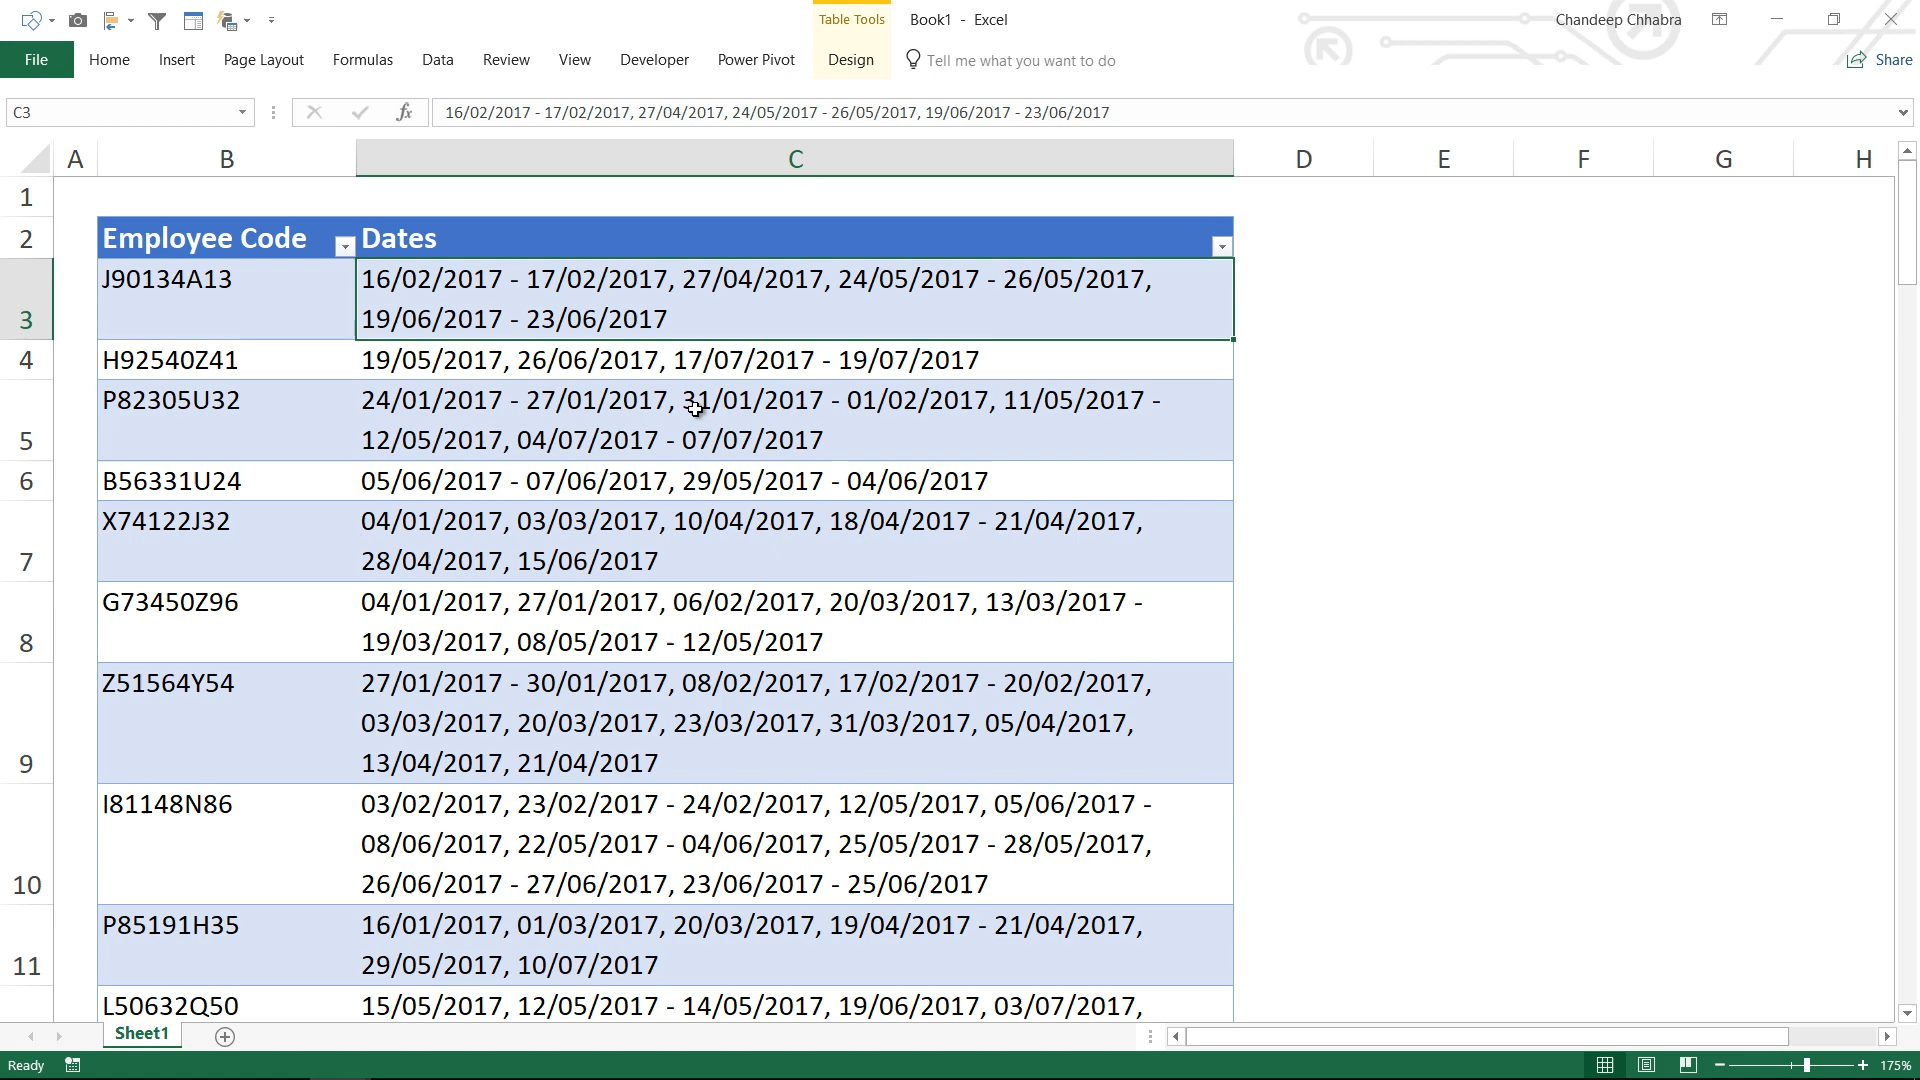 Table Tools
Book1 - Excel
Chandeep Chhabra
File Home Insert Page Layout Formulas Data Review View Developer Power Pivot Design Tell me what you want to do Share
C3 fx 16/02/2017 - 17/02/2017, 27/04/2017, 24/05/2017 - 26/05/2017, 19/06/2017 - 23/06/2017
A B C D E F G H
1
2 Employee Code Dates
J90134A13 16/02/2017 - 17/02/2017, 27/04/2017, 24/05/2017 - 26/05/2017,
3 19/06/2017 - 23/06/2017
4 H92540Z41 19/05/2017, 26/06/2017, 17/07/2017 - 19/07/2017
P82305U32 24/01/2017 - 27/01/2017, 31/01/2017 - 01/02/2017, 11/05/2017 -
5 12/05/2017, 04/07/2017 - 07/07/2017
6 B56331U24 05/06/2017 - 07/06/2017, 29/05/2017 - 04/06/2017
X74122J32 04/01/2017, 03/03/2017, 10/04/2017, 18/04/2017 - 21/04/2017,
7 28/04/2017, 15/06/2017
G73450Z96 04/01/2017, 27/01/2017, 06/02/2017, 20/03/2017, 13/03/2017 -
8 19/03/2017, 08/05/2017 - 12/05/2017
Z51564Y54 27/01/2017 - 30/01/2017, 08/02/2017, 17/02/2017 - 20/02/2017,
03/03/2017, 20/03/2017, 23/03/2017, 31/03/2017, 05/04/2017,
9 13/04/2017, 21/04/2017
I81148N86 03/02/2017, 23/02/2017 - 24/02/2017, 12/05/2017, 05/06/2017 -
08/06/2017, 22/05/2017 - 04/06/2017, 25/05/2017 - 28/05/2017,
10 26/06/2017 - 27/06/2017, 23/06/2017 - 25/06/2017
P85191H35 16/01/2017, 01/03/2017, 20/03/2017, 19/04/2017 - 21/04/2017,
11 29/05/2017, 10/07/2017
L50632Q50 15/05/2017, 12/05/2017 - 14/05/2017, 19/06/2017, 03/07/2017,
Sheet1
Ready
175%